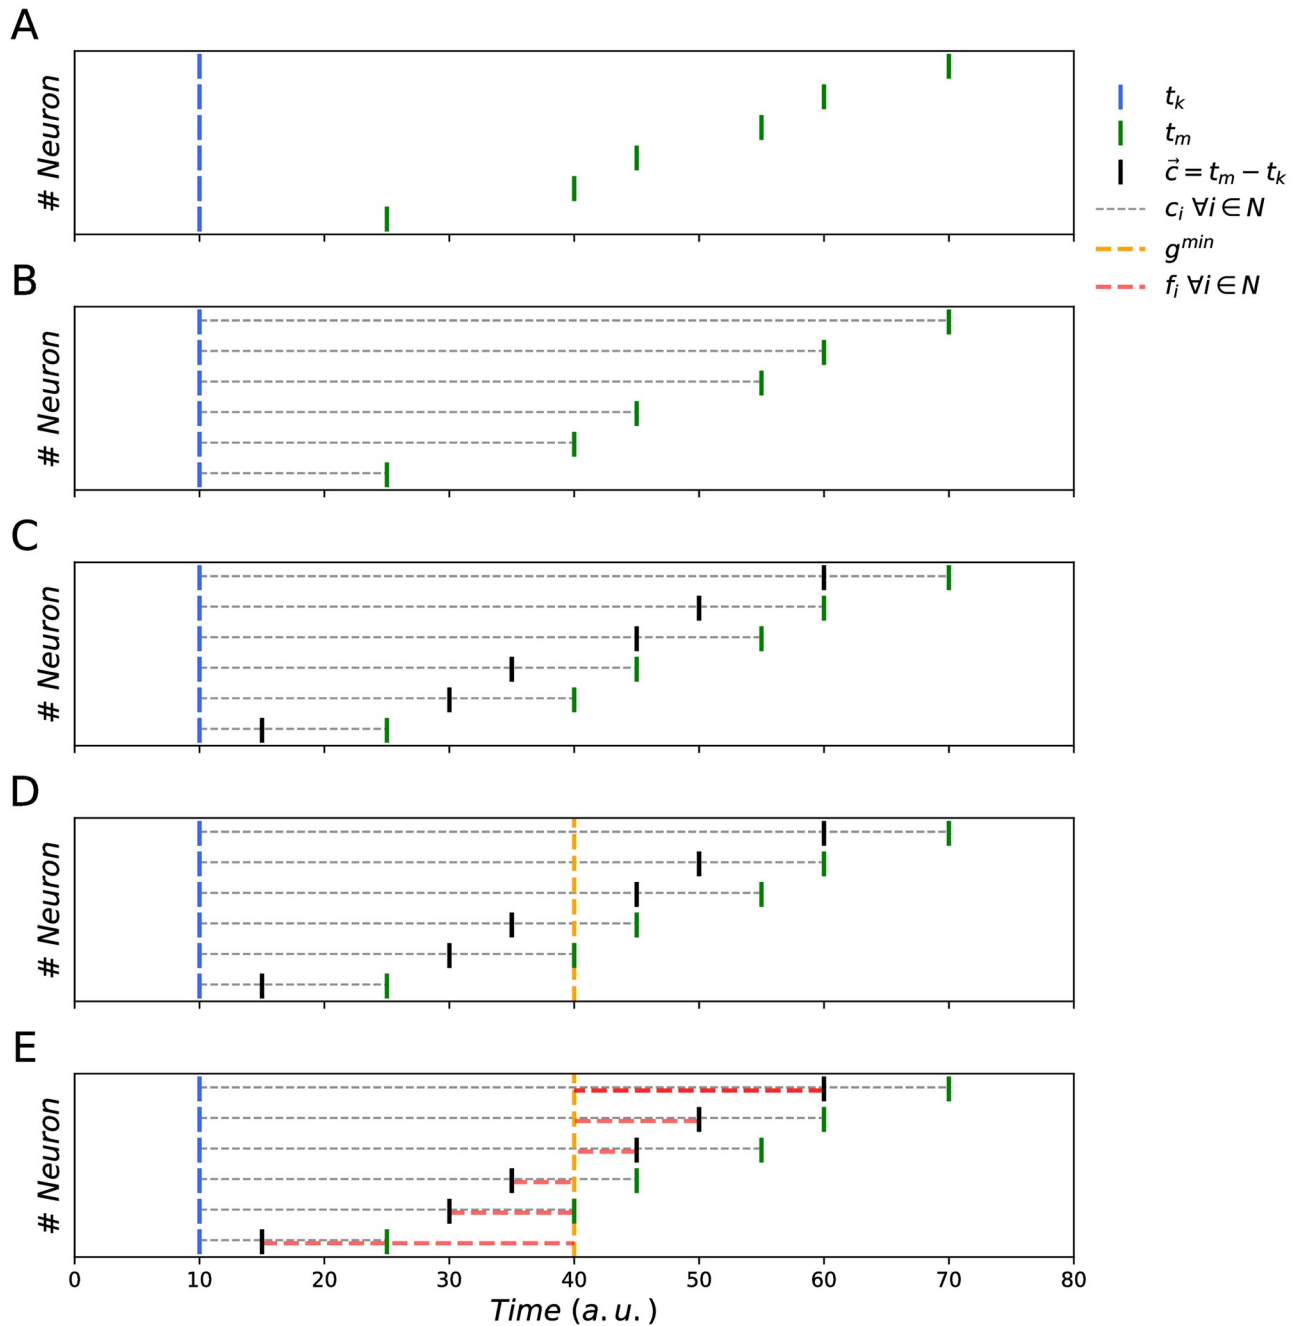 A
# Neuron
t_k
t_m
c⃗ = t_m − t_k
c_i ∀i ∈ N
g^min
f_i ∀i ∈ N
B
# Neuron
C
# Neuron
D
# Neuron
E
# Neuron
0 10 20 30 40 50 60 70 80
Time (a.u.)